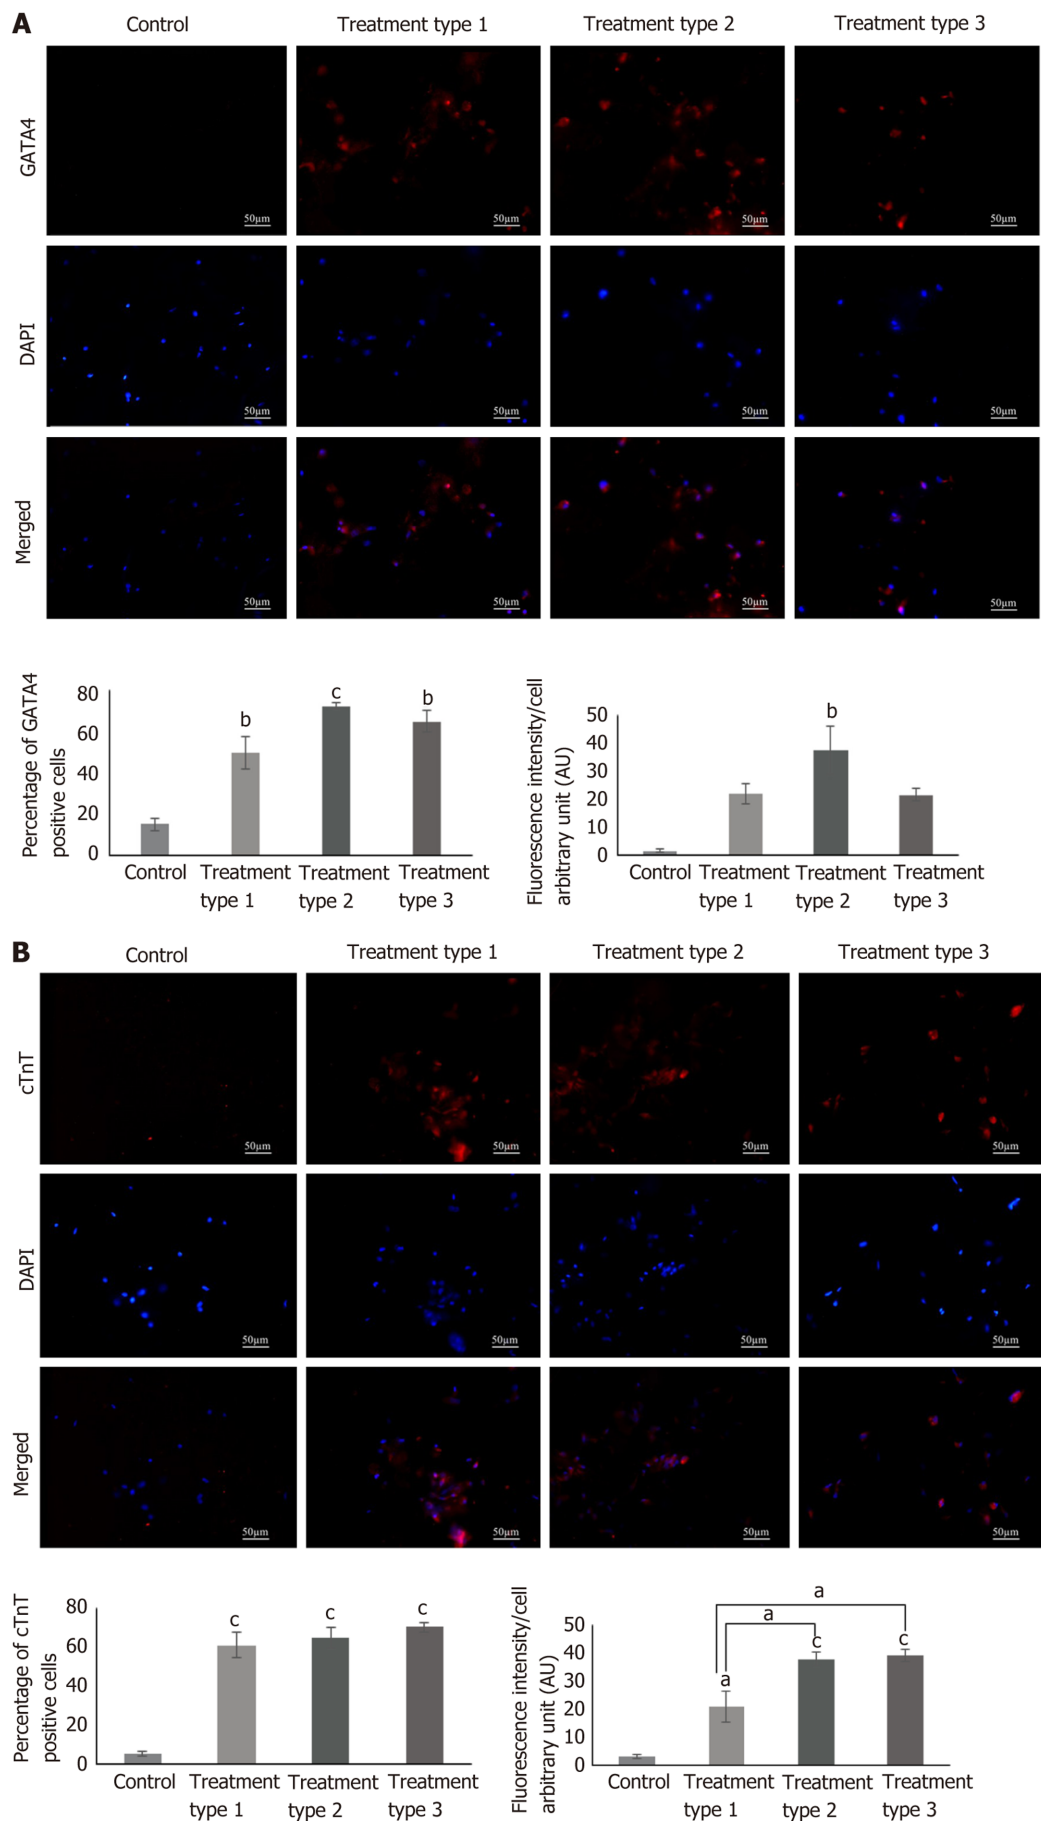 A
Control
Treatment type 1
Treatment type 2
Treatment type 3
GATA4
50µm
50µm
50µm
50µm
DAPI
50µm
50µm
50µm
50µm
Merged
50µm
50µm
50µm
50µm
Percentage of GATA4
positive cells
80
60
40
20
0
b
c
b
Control
Treatment
type 1
Treatment
type 2
Treatment
type 3
Fluorescence intensity/cell
arbitrary unit (AU)
50
40
30
20
10
0
b
Control
Treatment
type 1
Treatment
type 2
Treatment
type 3
B
Control
Treatment type 1
Treatment type 2
Treatment type 3
cTnT
50µm
50µm
50µm
50µm
DAPI
50µm
50µm
50µm
50µm
Merged
50µm
50µm
50µm
50µm
Percentage of cTnT
positive cells
80
60
40
20
0
c
c
c
Control
Treatment
type 1
Treatment
type 2
Treatment
type 3
Fluorescence intensity/cell
arbitrary unit (AU)
50
40
30
20
10
0
a
a
a
c
c
Control
Treatment
type 1
Treatment
type 2
Treatment
type 3